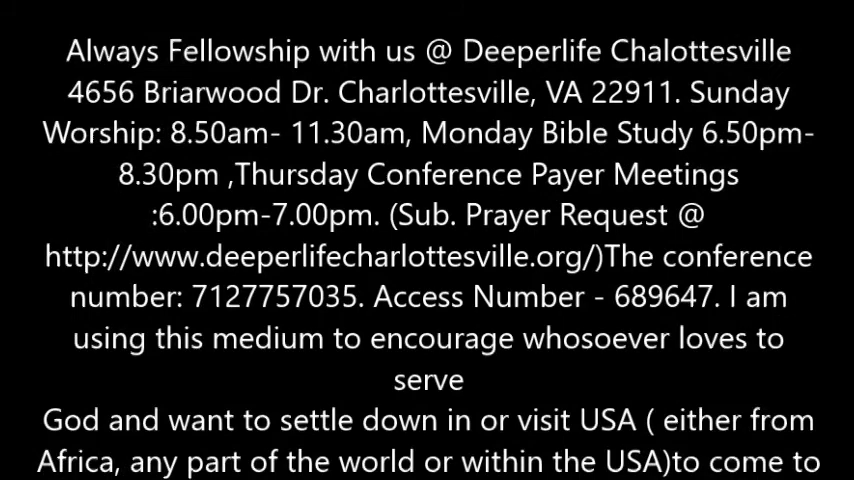 Always Fellowship with us @ Deeperlife Chalottesville
4656 Briarwood Dr. Charlottesville, VA 22911. Sunday
Worship: 8.50am- 11.30am, Monday Bible Study 6.50pm-
8.30pm ,Thursday Conference Payer Meetings
:6.00pm-7.00pm. (Sub. Prayer Request @
http://www.deeperlifecharlottesville.org/)The conference
number: 7127757035. Access Number - 689647. I am
using this medium to encourage whosoever loves to
serve
God and want to settle down in or visit USA ( either from
Africa, any part of the world or within the USA)to come to